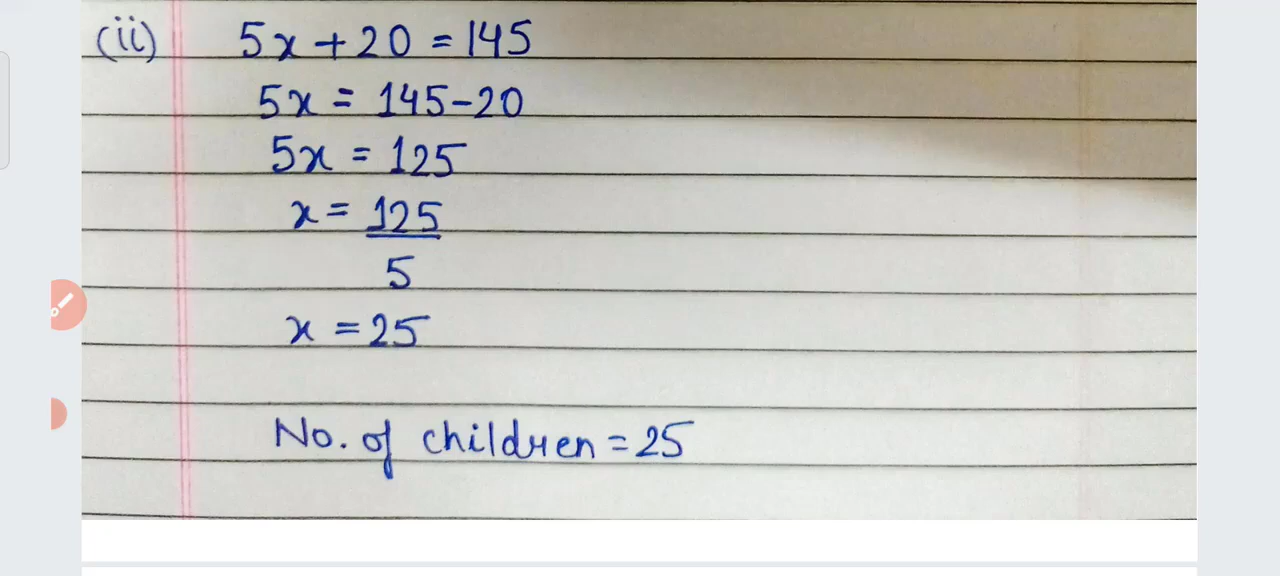 (ii) 5x + 20 = 145
5x = 145 - 20
5x = 125
x = 125
5
x = 25
No. of children = 25